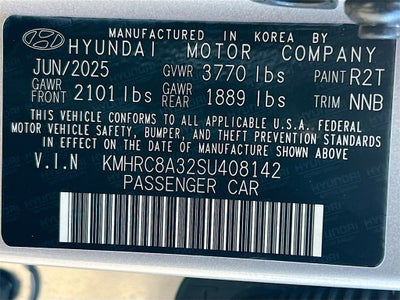 MANUFACTURED IN KOREA BY
HYUNDAI MOTOR COMPANY
JUN/2025 GVWR 3770 lbs PAINT R2T
GAWR FRONT 2101 lbs GAWR REAR 1889 lbs TRIM NNB
THIS VEHICLE CONFORMS TO ALL APPLICABLE U.S.A. FEDERAL
MOTOR VEHICLE SAFETY, BUMPER, AND THEFT PREVENTION STANDARDS
IN EFFECT ON THE DATE OF MANUFACTURE SHOWN ABOVE.
V.I.N KMHRC8A32SU408142
PASSENGER CAR